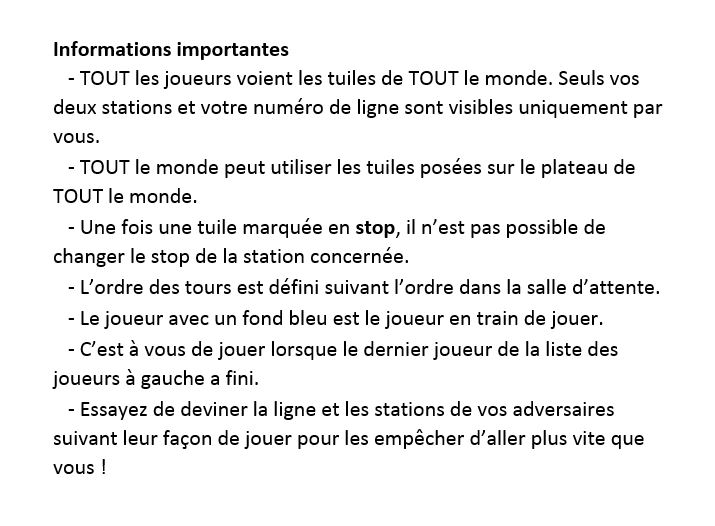 Informations importantes
- TOUT les joueurs voient les tuiles de TOUT le monde. Seuls vos
deux stations et votre numéro de ligne sont visibles uniquement par
vous.
- TOUT le monde peut utiliser les tuiles posées sur le plateau de
TOUT le monde.
- Une fois une tuile marquée en stop, il n’est pas possible de
changer le stop de la station concernée.
- L’ordre des tours est défini suivant l’ordre dans la salle d’attente.
- Le joueur avec un fond bleu est le joueur en train de jouer.
- C’est à vous de jouer lorsque le dernier joueur de la liste des
joueurs à gauche a fini.
- Essayez de deviner la ligne et les stations de vos adversaires
suivant leur façon de jouer pour les empêcher d’aller plus vite que
vous !